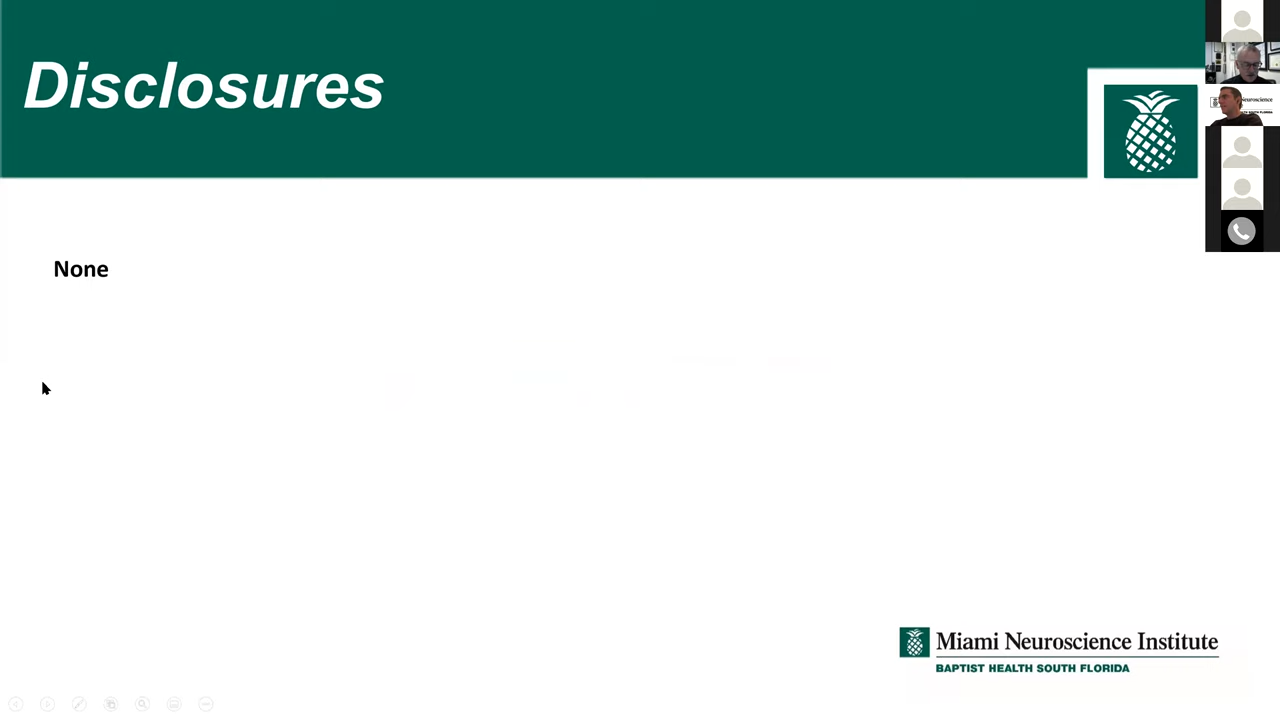 Disclosures
None
Miami Neuroscience Institute
BAPTIST HEALTH SOUTH FLORIDA